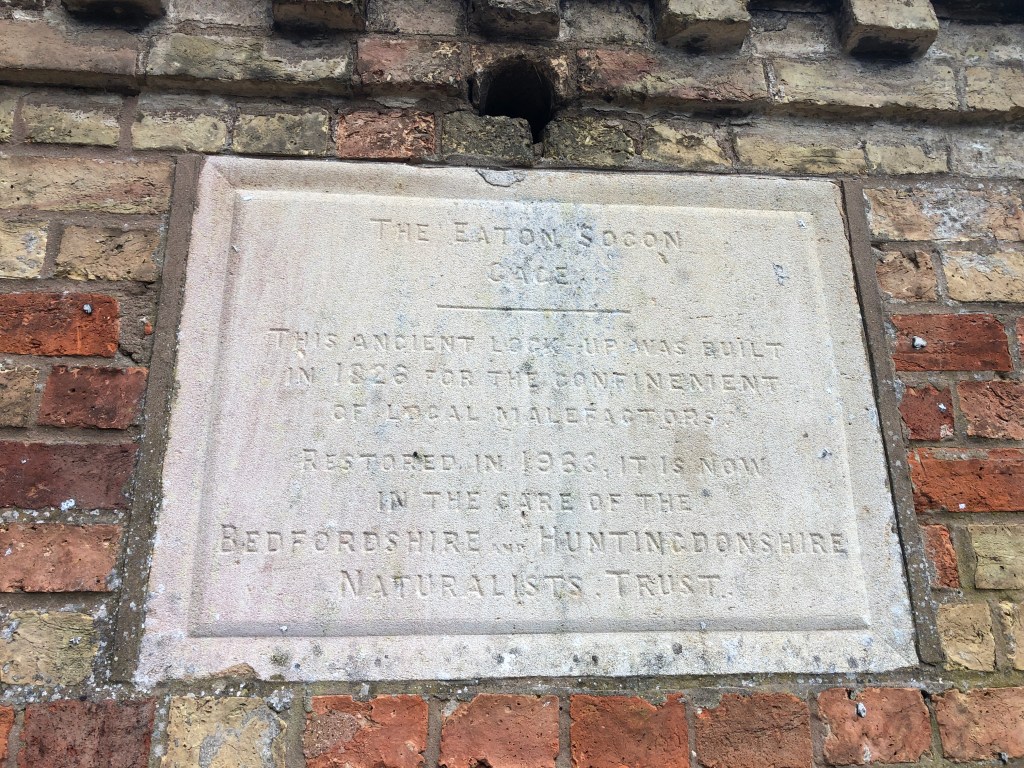 THE EATON SOCON
CAGE.
THIS ANCIENT LOCK-UP WAS BUILT
IN 1826 FOR THE CONFINEMENT
OF LOCAL MALEFACTORS.
RESTORED IN 1963, IT IS NOW
IN THE CARE OF THE
BEDFORDSHIRE AND HUNTINGDONSHIRE
NATURALISTS TRUST.